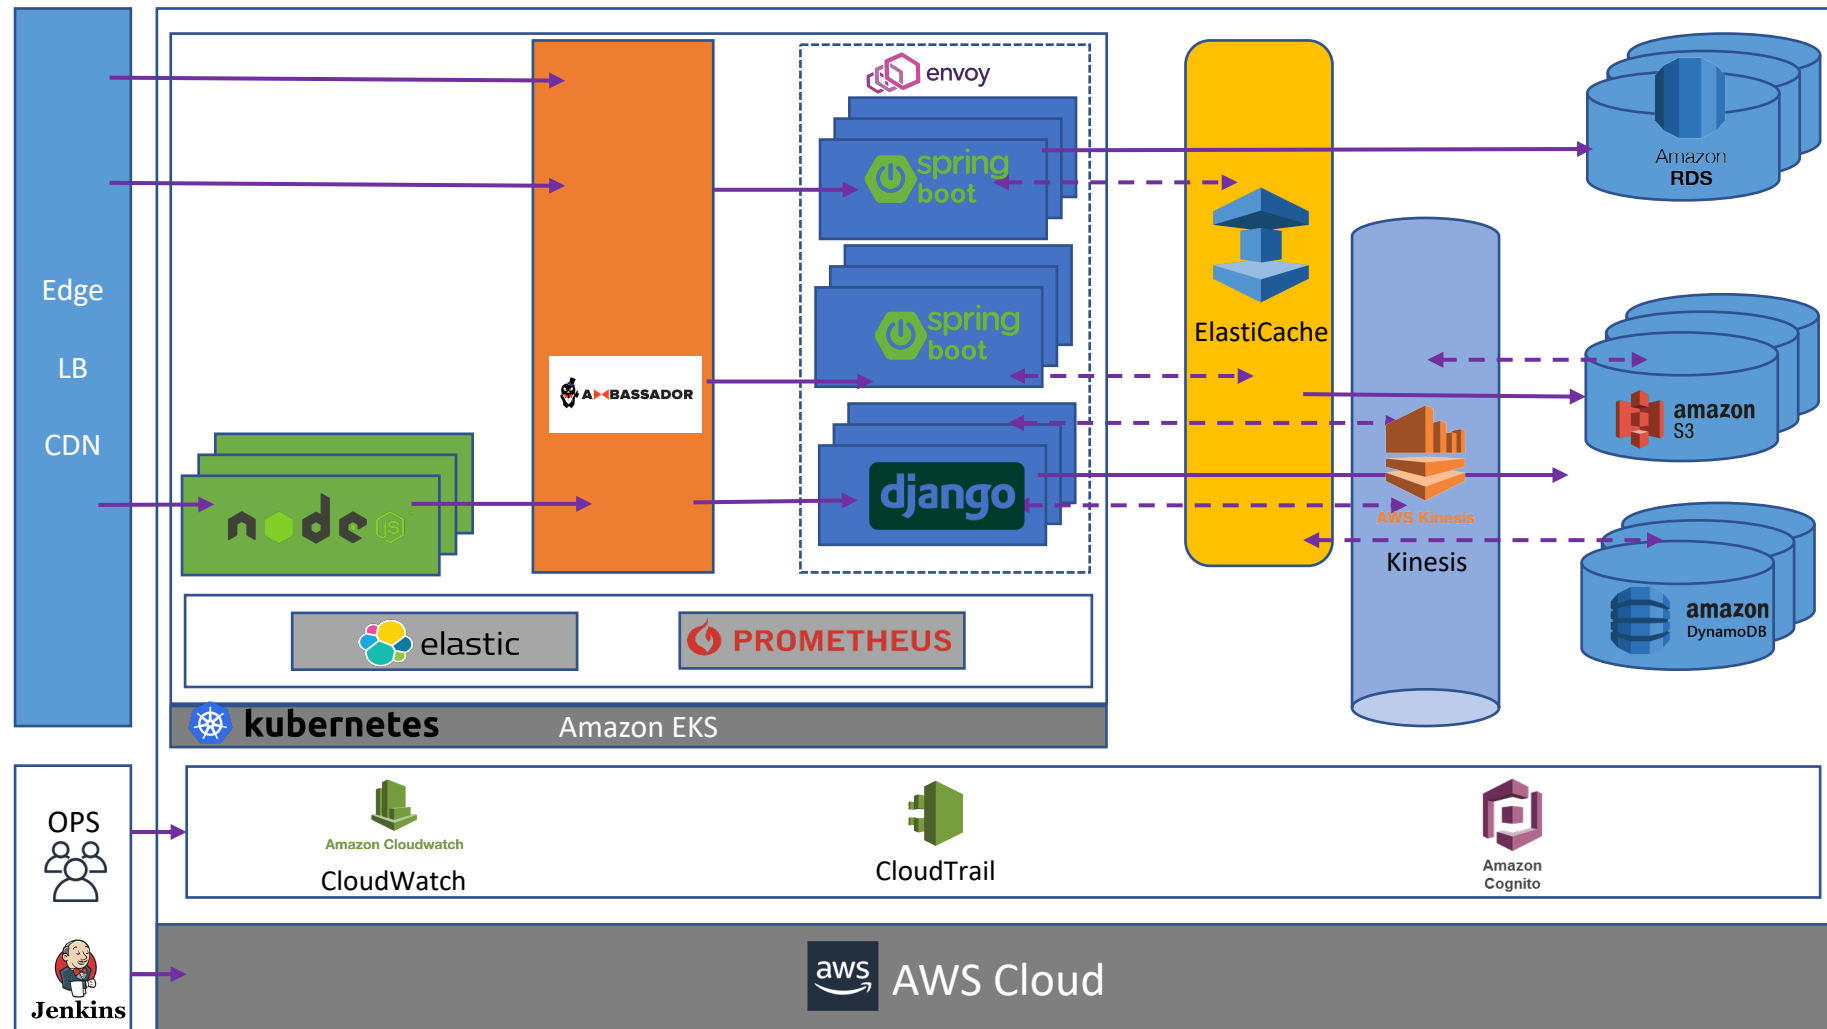 envoy
spring
boot
Amazon
RDS
Edge
LB
CDN
spring
boot
ElastiCache
AMBASSADOR
amazon
S3
node
JS
django
AWS Kinesis
Kinesis
amazon
DynamoDB
elastic
PROMETHEUS
kubernetes
Amazon EKS
OPS
Amazon Cloudwatch
CloudWatch
CloudTrail
Amazon
Cognito
Jenkins
aws
AWS Cloud